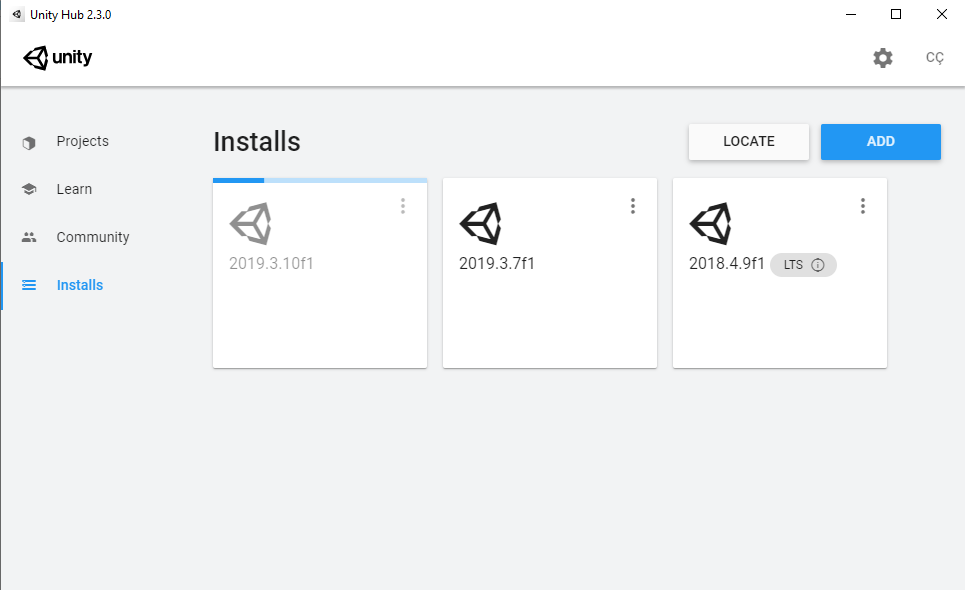 Unity Hub 2.3.0
unity
CÇ
Projects
Learn
Community
Installs
Installs
LOCATE
ADD
2019.3.10f1
2019.3.7f1
2018.4.9f1 LTS